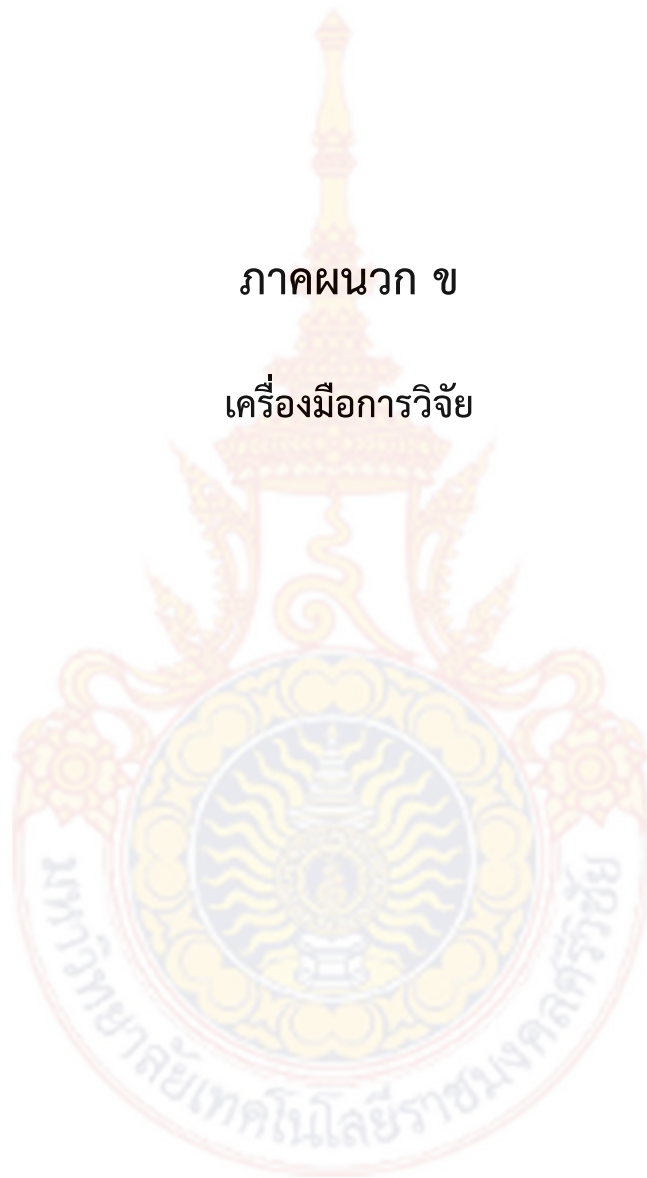 ภาคผนวก ข
เครื่องมือการวิจัย
มหาวิทยาลัยเทคโนโลยีราชมงคลศรีวิชัย